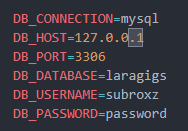 DB_CONNECTION=mysql
DB_HOST=127.0.0.1
DB_PORT=3306
DB_DATABASE=laragigs
DB_USERNAME=subroxz
DB_PASSWORD=password